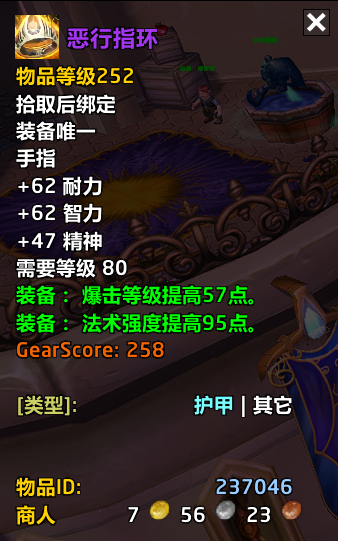 恶行指环
物品等级252
拾取后绑定
装备唯一
手指
+62 耐力
+62 智力
+47 精神
需要等级 80
装备： 爆击等级提高57点。
装备： 法术强度提高95点。
GearScore: 258
[类型]: 护甲 | 其它
物品ID: 237046
商人 7 56 23